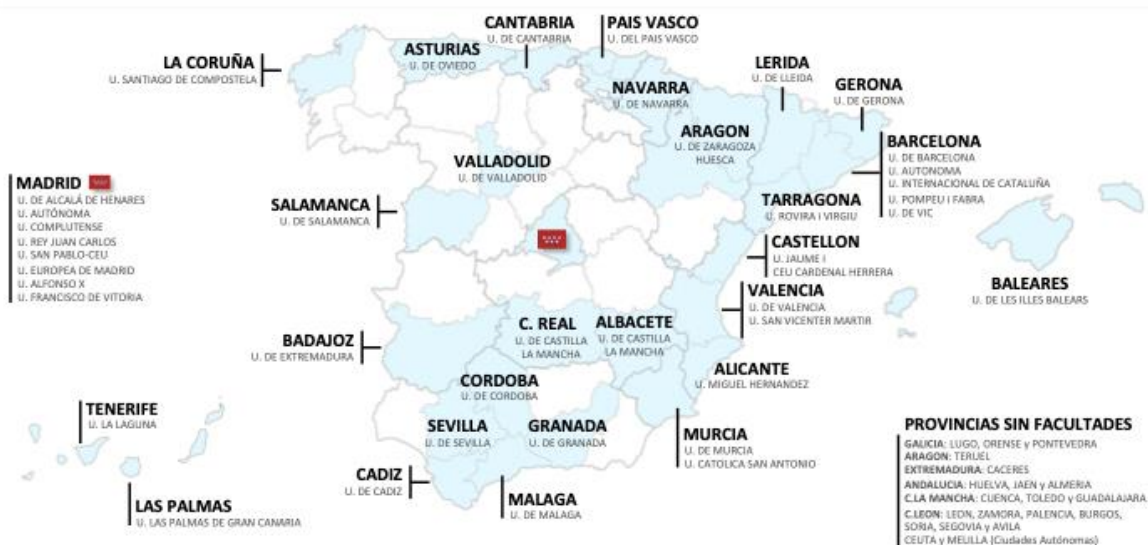 CANTABRIA
U. DE CANTABRIA
PAIS VASCO
U. DEL PAIS VASCO
ASTURIAS
U. DE OVIEDO
LA CORUÑA
U. SANTIAGO DE COMPOSTELA
LERIDA
U. DE LLEIDA
NAVARRA
U. DE NAVARRA
GERONA
U. DE GERONA
ARAGON
U. DE ZARAGOZA
HUESCA
BARCELONA
U. DE BARCELONA
U. AUTONOMA
U. INTERNACIONAL DE CATALUÑA
U. POMPEU I FABRA
U. DE VIC
VALLADOLID
U. DE VALLADOLID
MADRID
U. DE ALCALÁ DE HENARES
U. AUTÓNOMA
U. COMPLUTENSE
U. REY JUAN CARLOS
U. SAN PABLO-CEU
U. EUROPEA DE MADRID
U. ALFONSO X
U. FRANCISCO DE VITORIA
SALAMANCA
U. DE SALAMANCA
TARRAGONA
U. ROVIRA I VIRGIU
CASTELLON
U. JAUME I
CEU CARDENAL HERRERA
BALEARES
U. DE LES ILLES BALEARS
VALENCIA
U. DE VALENCIA
U. SAN VICENTER MARTIR
BADAJOZ
U. DE EXTREMADURA
C. REAL
U. DE CASTILLA
LA MANCHA
ALBACETE
U. DE CASTILLA
LA MANCHA
ALICANTE
U. MIGUEL HERNANDEZ
CORDOBA
U. DE CORDOBA
TENERIFE
U. LA LAGUNA
SEVILLA
U. DE SEVILLA
GRANADA
U. DE GRANADA
MURCIA
U. DE MURCIA
U. CATOLICA SAN ANTONIO
CADIZ
U. DE CADIZ
MALAGA
U. DE MALAGA
LAS PALMAS
U. LAS PALMAS DE GRAN CANARIA
PROVINCIAS SIN FACULTADES
GALICIA: LUGO, ORENSE y PONTEVEDRA
ARAGON: TERUEL
EXTREMADURA: CACERES
ANDALUCIA: HUELVA, JAEN y ALMERIA
C.LA MANCHA: CUENCA, TOLEDO y GUADALAJARA
C.LEON: LEON, ZAMORA, PALENCIA, BURGOS,
SORIA, SEGOVIA y AVILA
CEUTA y MELILLA (Ciudades Autónomas)